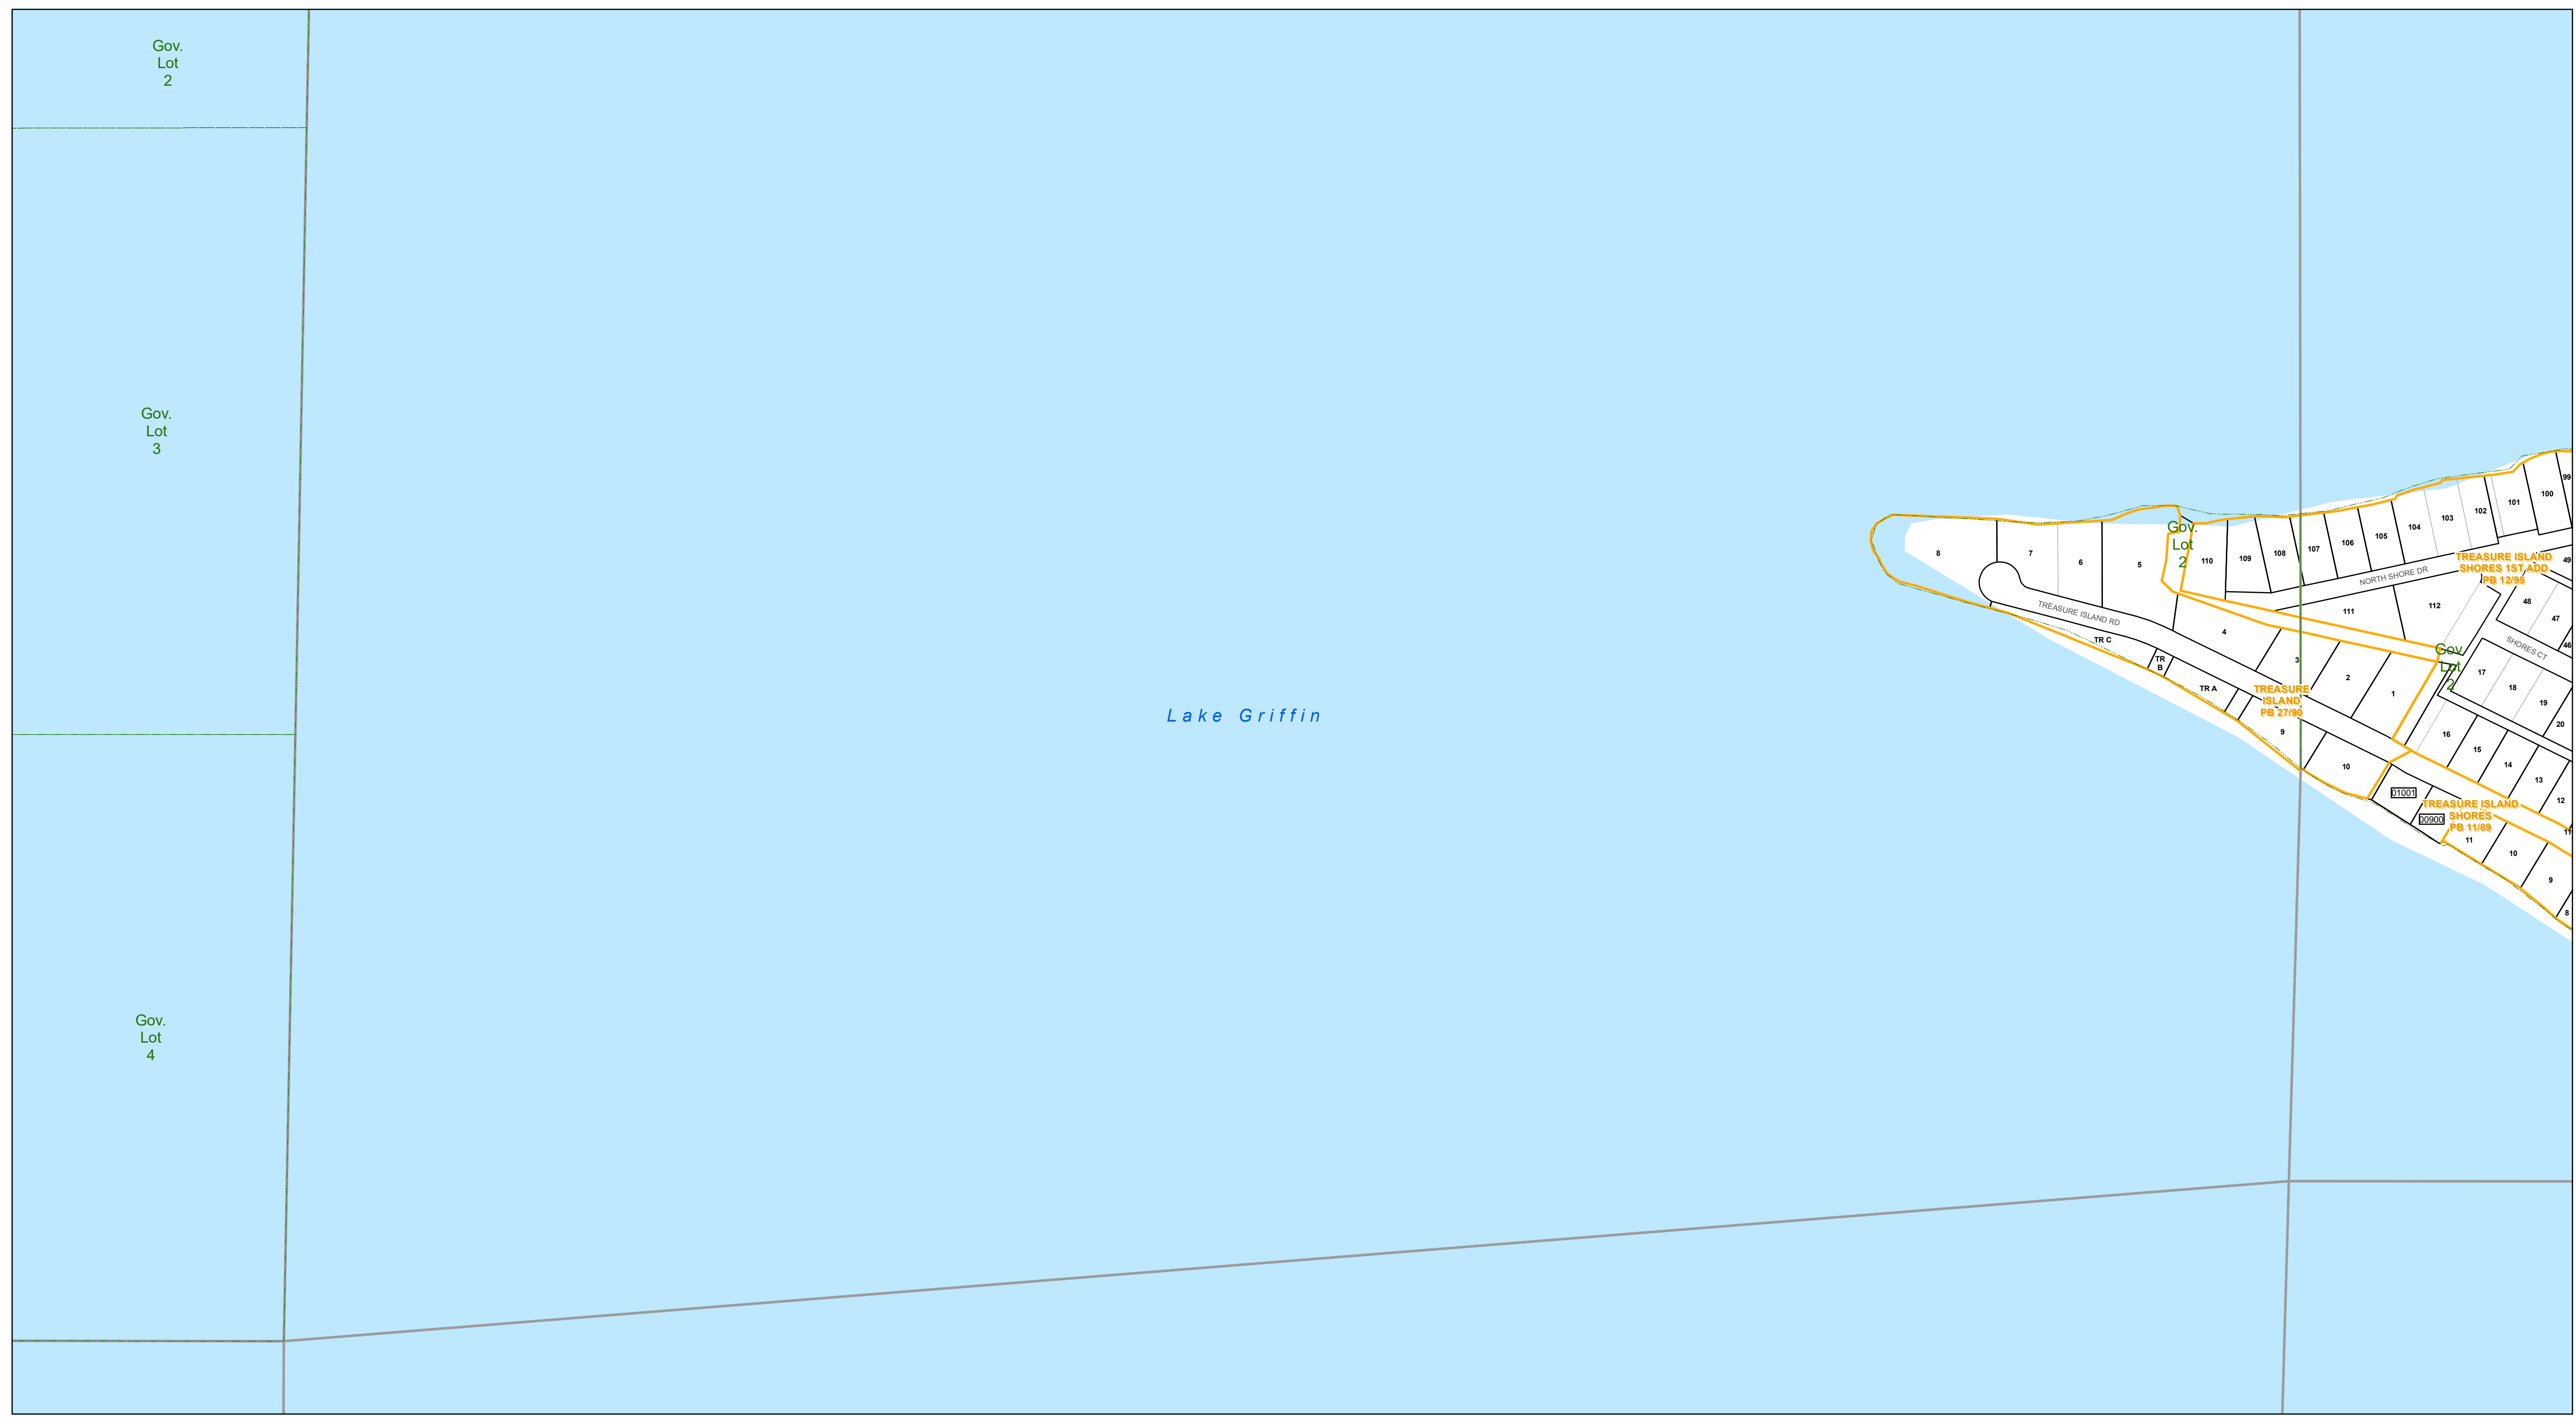 Gov.
Lot
2
Gov.
Lot
3
Gov.
Lot
4
Lake Griffin
99
100
101
102
103
104
105
106
107
108
109
110
Gov.
Lot
2
8
7
6
5
TREASURE ISLAND RD
NORTH SHORE DR
TREASURE ISLAND
SHORES 1ST ADD
PB 12/95
49
48
47
46
111
112
4
3
2
1
TR C
TR
B
TR A
SHORES CT
Gov.
Lot
2
17
18
19
20
TREASURE
ISLAND
PB 27/90
9
10
16
15
14
13
12
11
01001
00900
TREASURE ISLAND
SHORES
PB 11/89
11
10
9
8